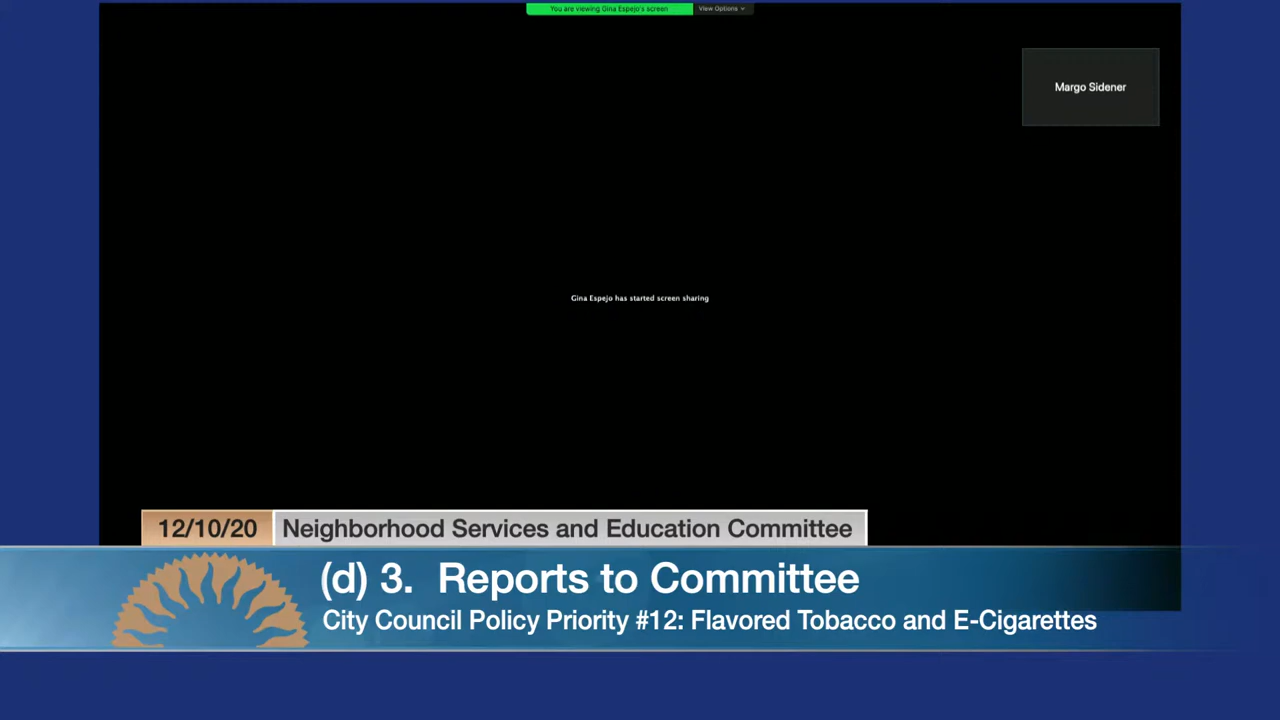 You are viewing Gina Espejo's screen
View Options
Margo Sidener
Gina Espejo has started screen sharing
12/10/20
Neighborhood Services and Education Committee
(d) 3. Reports to Committee
City Council Policy Priority #12: Flavored Tobacco and E-Cigarettes